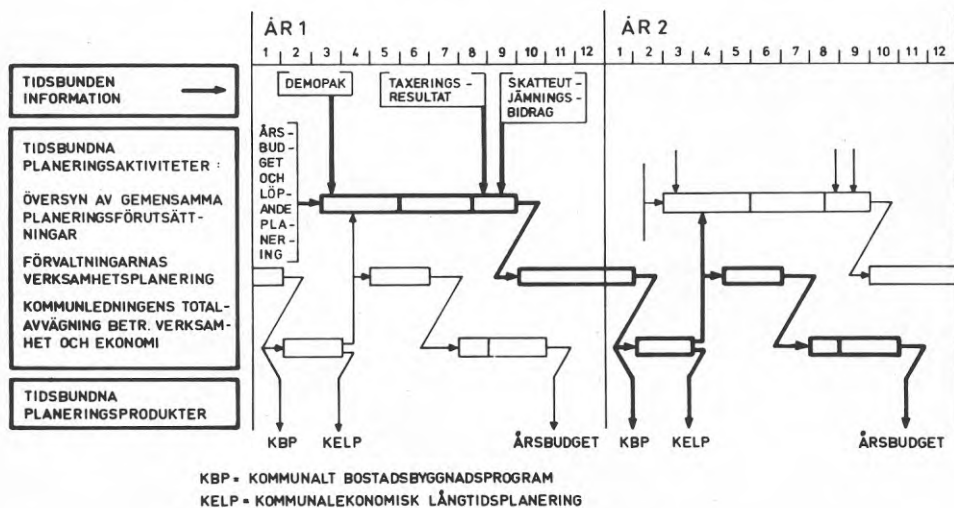 ÅR 1
ÅR 2
1 2 3 4 5 6 7 8 9 10 11 12
1 2 3 4 5 6 7 8 9 10 11 12
TIDSBUNDEN
INFORMATION
DEMOPAK
TAXERINGS-
RESULTAT
SKATTEUT-
JÄMNINGS-
BIDRAG
TIDSBUNDNA
PLANERINGSAKTIVITETER :
ÖVERSYN AV GEMENSAMMA
PLANERINGSFÖRUTSÄTT-
NINGAR
FÖRVALTNINGARNAS
VERKSAMHETSPLANERING
KOMMUNLEDNINGENS TOTAL-
AVVÄGNING BETR. VERKSAM-
HET OCH EKONOMI
ÅRS-
BUD-
GET
OCH
LÖP-
ANDE
PLA-
NER-
ING
TIDSBUNDNA
PLANERINGSPRODUKTER
KBP
KELP
ÅRSBUDGET
KBP
KELP
ÅRSBUDGET
KBP = KOMMUNALT BOSTADSBYGGNADSPROGRAM
KELP = KOMMUNALEKONOMISK LÅNGTIDSPLANERING